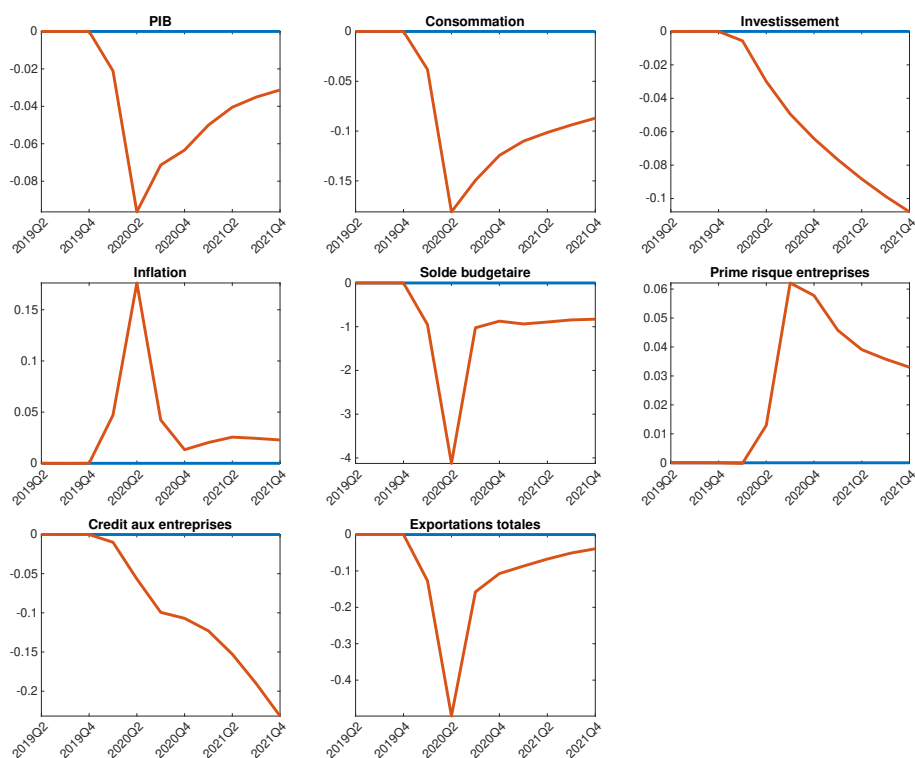 PIB
0
-0.02
-0.04
-0.06
-0.08
2019Q2 2019Q4 2020Q2 2020Q4 2021Q2 2021Q4
Consommation
0
-0.05
-0.1
-0.15
2019Q2 2019Q4 2020Q2 2020Q4 2021Q2 2021Q4
Investissement
0
-0.02
-0.04
-0.06
-0.08
-0.1
2019Q2 2019Q4 2020Q2 2020Q4 2021Q2 2021Q4
Inflation
0.15
0.1
0.05
0
2019Q2 2019Q4 2020Q2 2020Q4 2021Q2 2021Q4
Solde budgetaire
0
-1
-2
-3
-4
2019Q2 2019Q4 2020Q2 2020Q4 2021Q2 2021Q4
Prime risque entreprises
0.06
0.05
0.04
0.03
0.02
0.01
0
2019Q2 2019Q4 2020Q2 2020Q4 2021Q2 2021Q4
Credit aux entreprises
0
-0.05
-0.1
-0.15
-0.2
2019Q2 2019Q4 2020Q2 2020Q4 2021Q2 2021Q4
Exportations totales
0
-0.1
-0.2
-0.3
-0.4
2019Q2 2019Q4 2020Q2 2020Q4 2021Q2 2021Q4